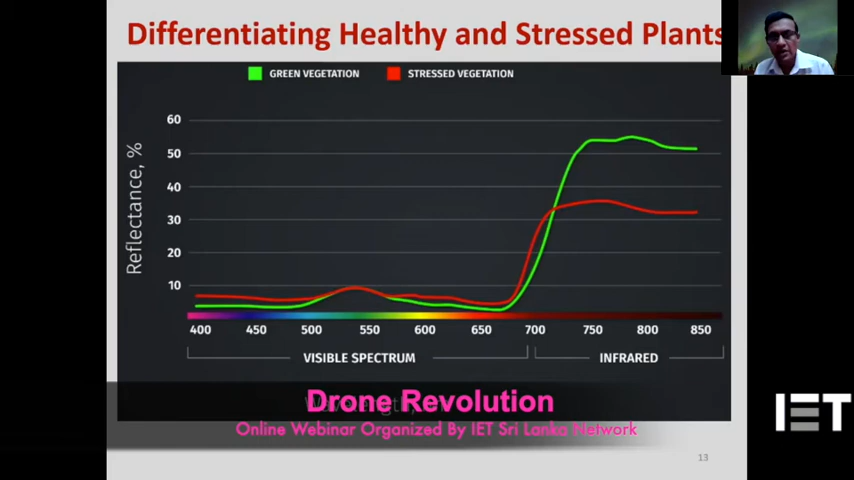 Differentiating Healthy and Stressed Plants
GREEN VEGETATION
STRESSED VEGETATION
Reflectance, %
60
50
40
30
20
10
400 450 500 550 600 650 700 750 800 850
VISIBLE SPECTRUM
INFRARED
Drone Revolution
Online Webinar Organized By IET Sri Lanka Network
IET
13